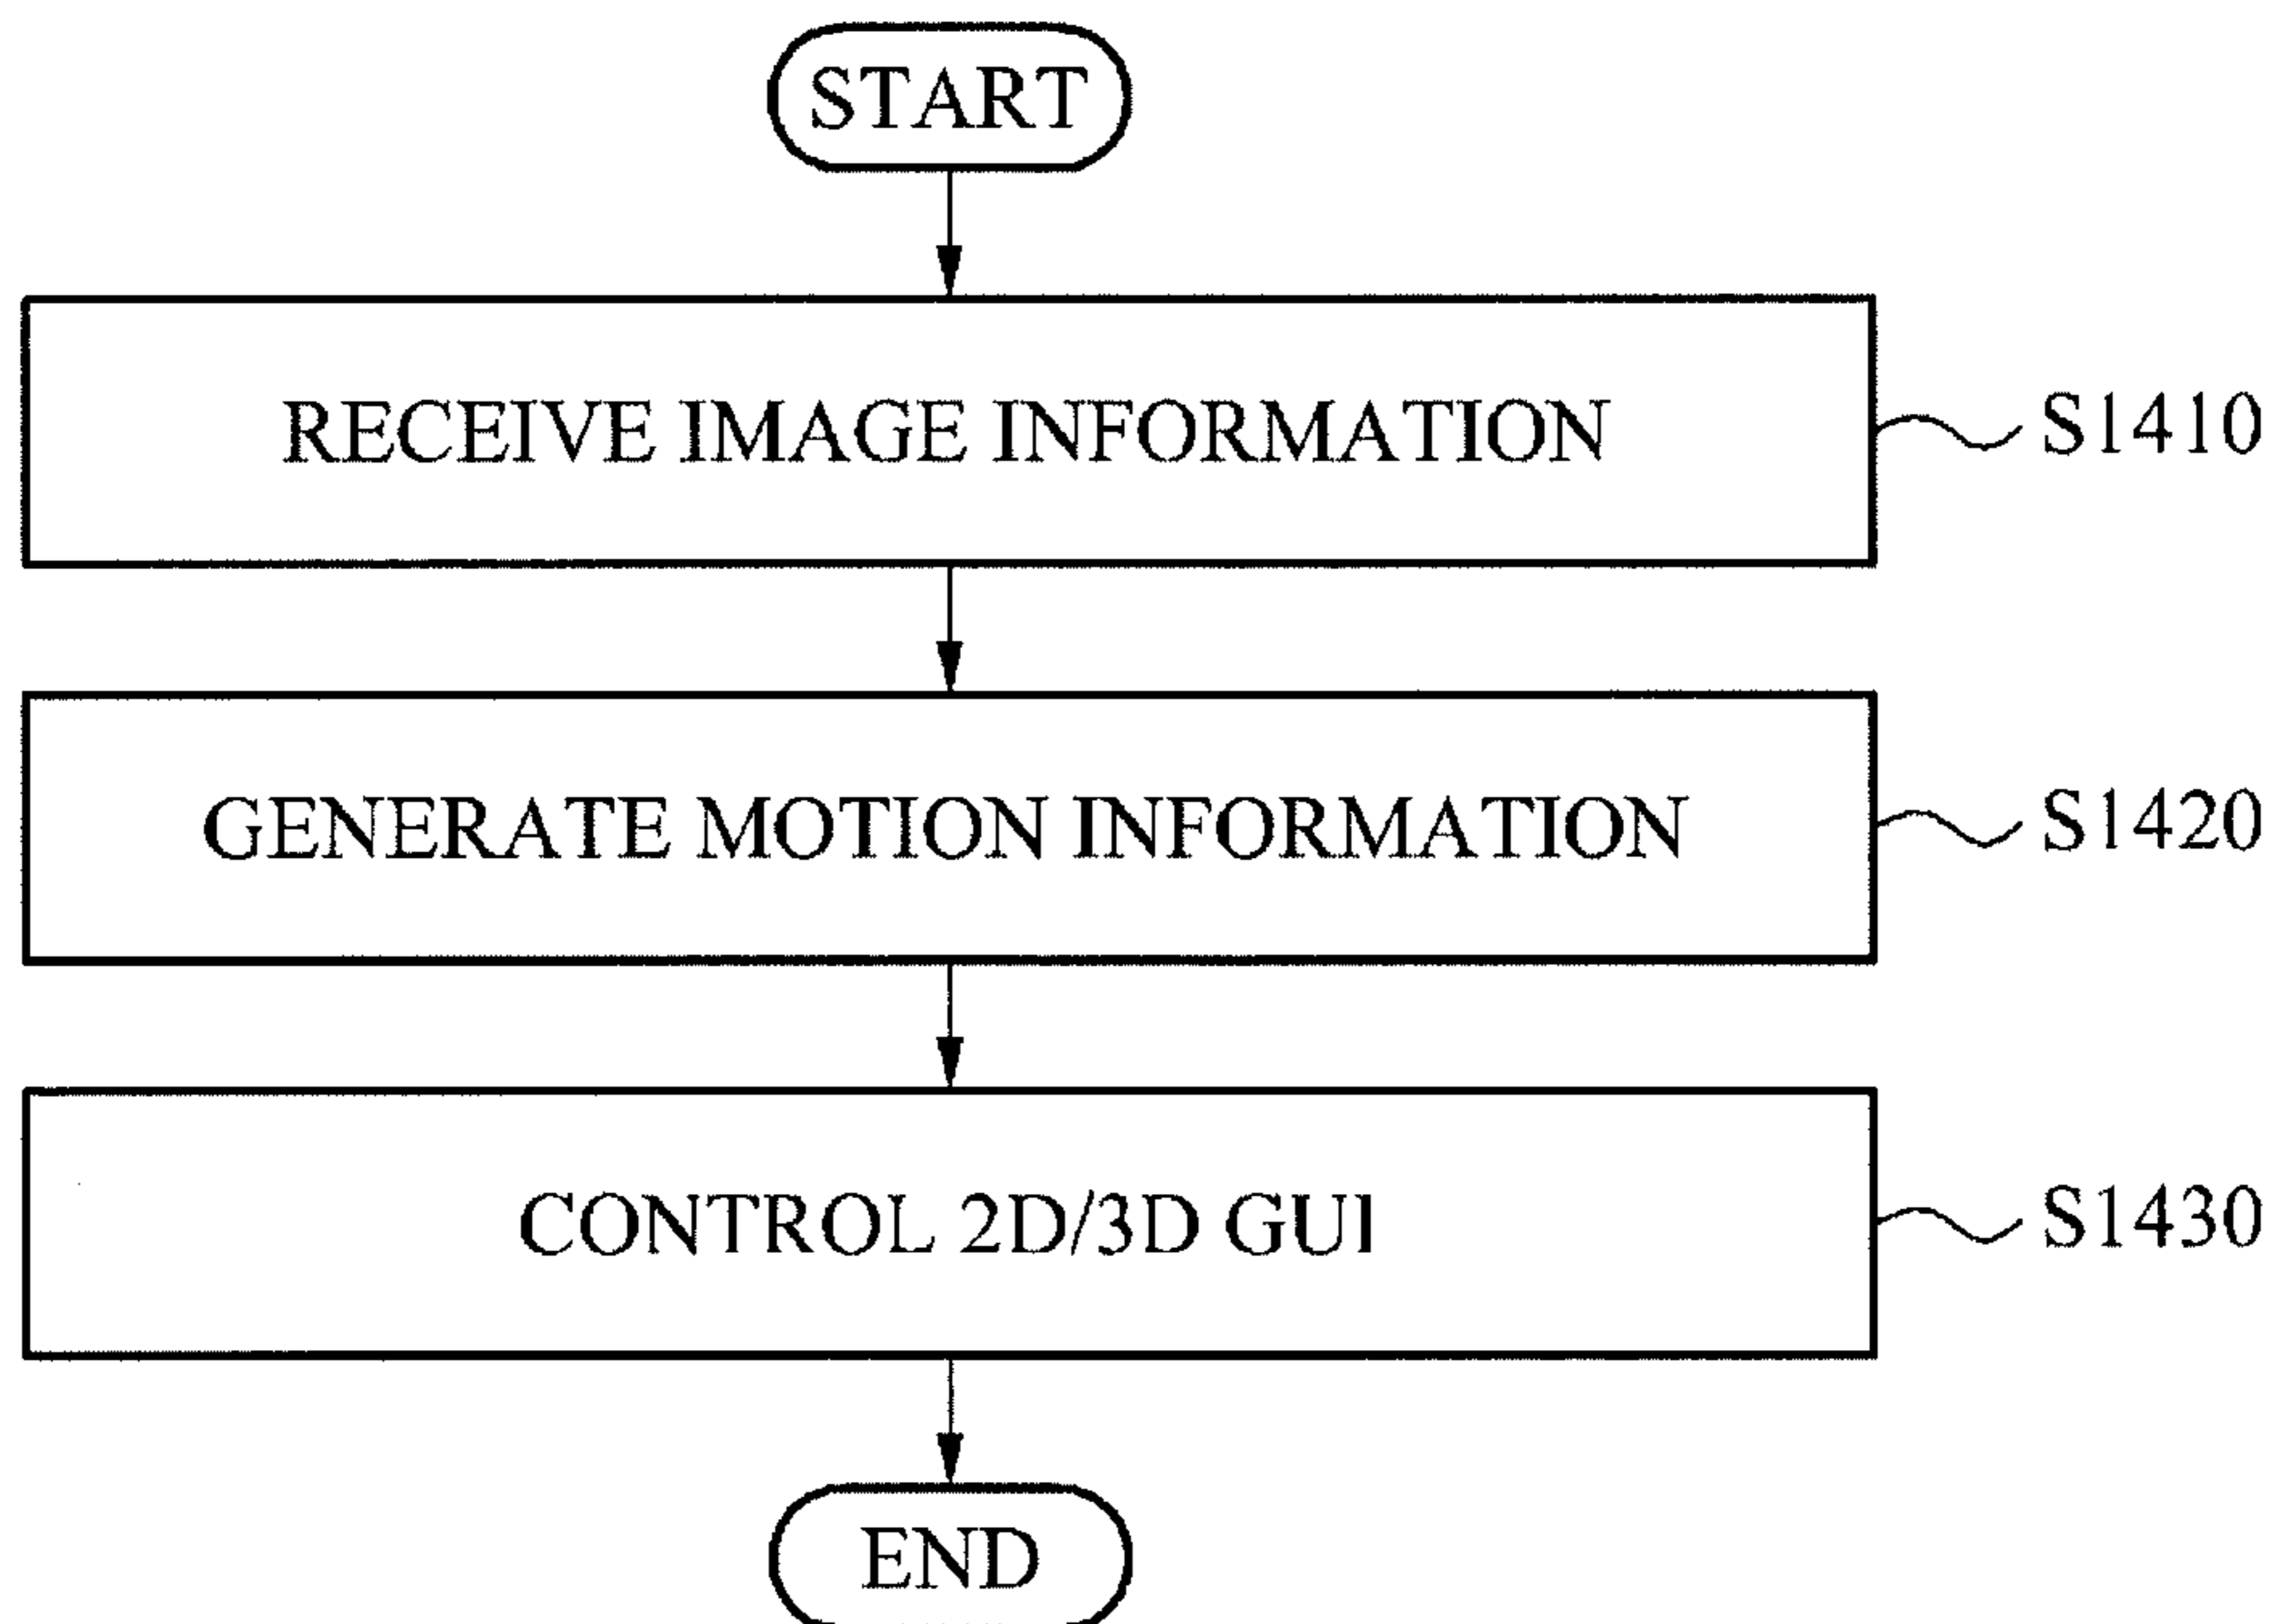 START
RECEIVE IMAGE INFORMATION
S1410
GENERATE MOTION INFORMATION
S1420
CONTROL 2D/3D GUI
S1430
END